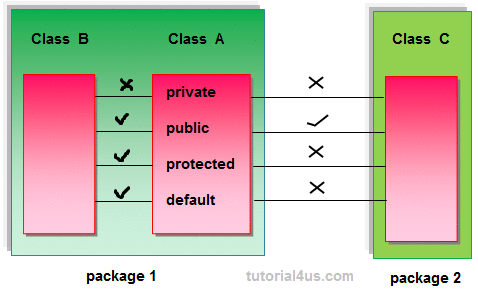 Class B
Class A
Class C
private
public
protected
default
package 1
tutorial4us.com
package 2